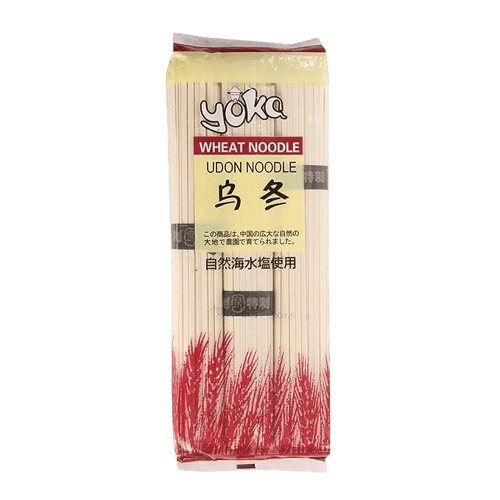 yoka
WHEAT NOODLE
UDON NOODLE
乌冬
この商品は、中国の広大な自然の
大地で農園で育てられました。
自然海水塩使用
特制